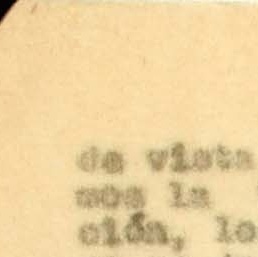 de vista
mos la
ción, lo